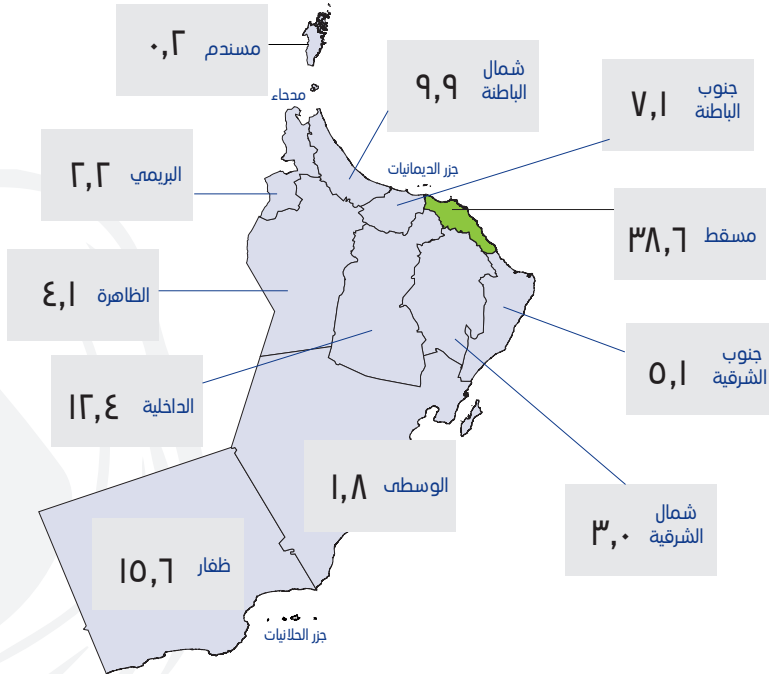 مسندم ٠,٢
شمال
الباطنة ٩,٩
جنوب
الباطنة ٧,١
مدحاء
البريمي ٢,٢
جزر الديمانيات
مسقط ٣٨,٦
الظاهرة ٤,١
جنوب
الشرقية ٥,١
الداخلية ١٢,٤
الوسطى ١,٨
شمال
الشرقية ٣,٠
ظفار ١٥,٦
جزر الحلانيات